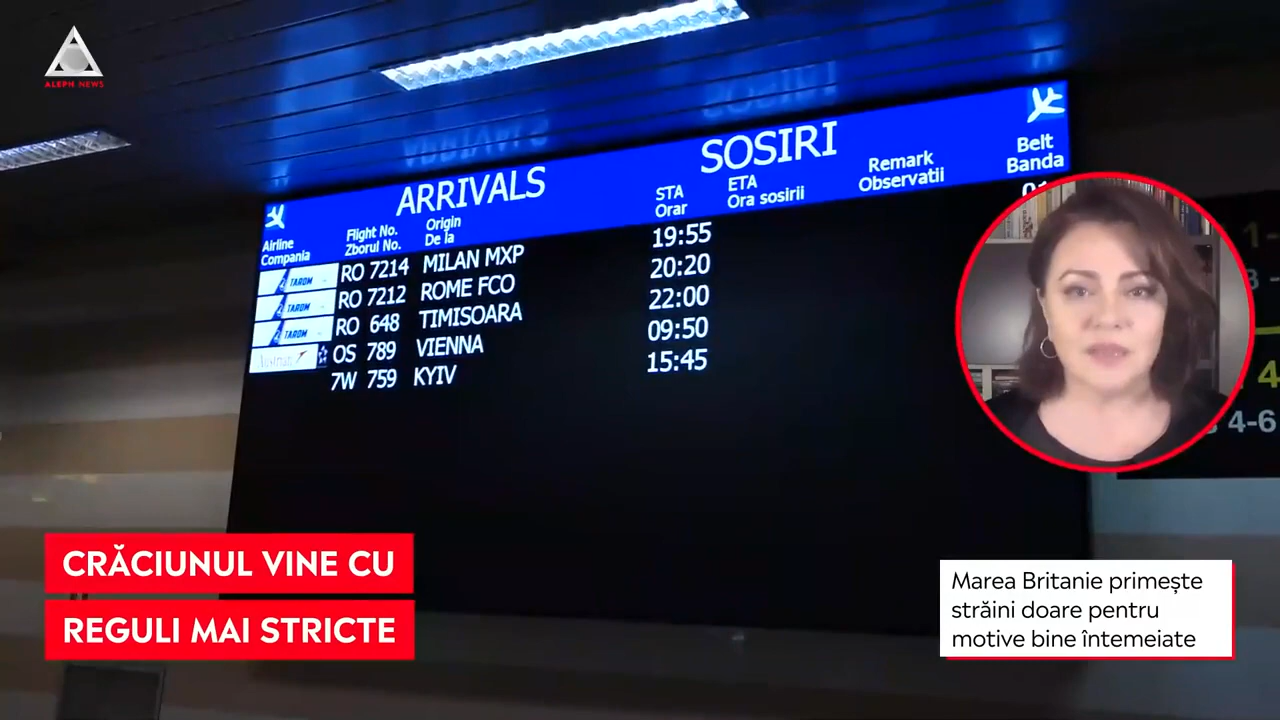 ALEPH NEWS
ARRIVALS
SOSIRI
Airline
Compania
Flight No.
Zborul No.
Origin
De la
STA
Orar
ETA
Ora sosirii
Remark
Observatii
Belt
Banda
TAROM RO 7214 MILAN MXP 19:55
TAROM RO 7212 ROME FCO 20:20
TAROM RO 648 TIMISOARA 22:00
Austrian OS 789 VIENNA 09:50
7W 759 KYIV 15:45
4-6
CRĂCIUNUL VINE CU
REGULI MAI STRICTE
Marea Britanie primește
străini doare pentru
motive bine întemeiate